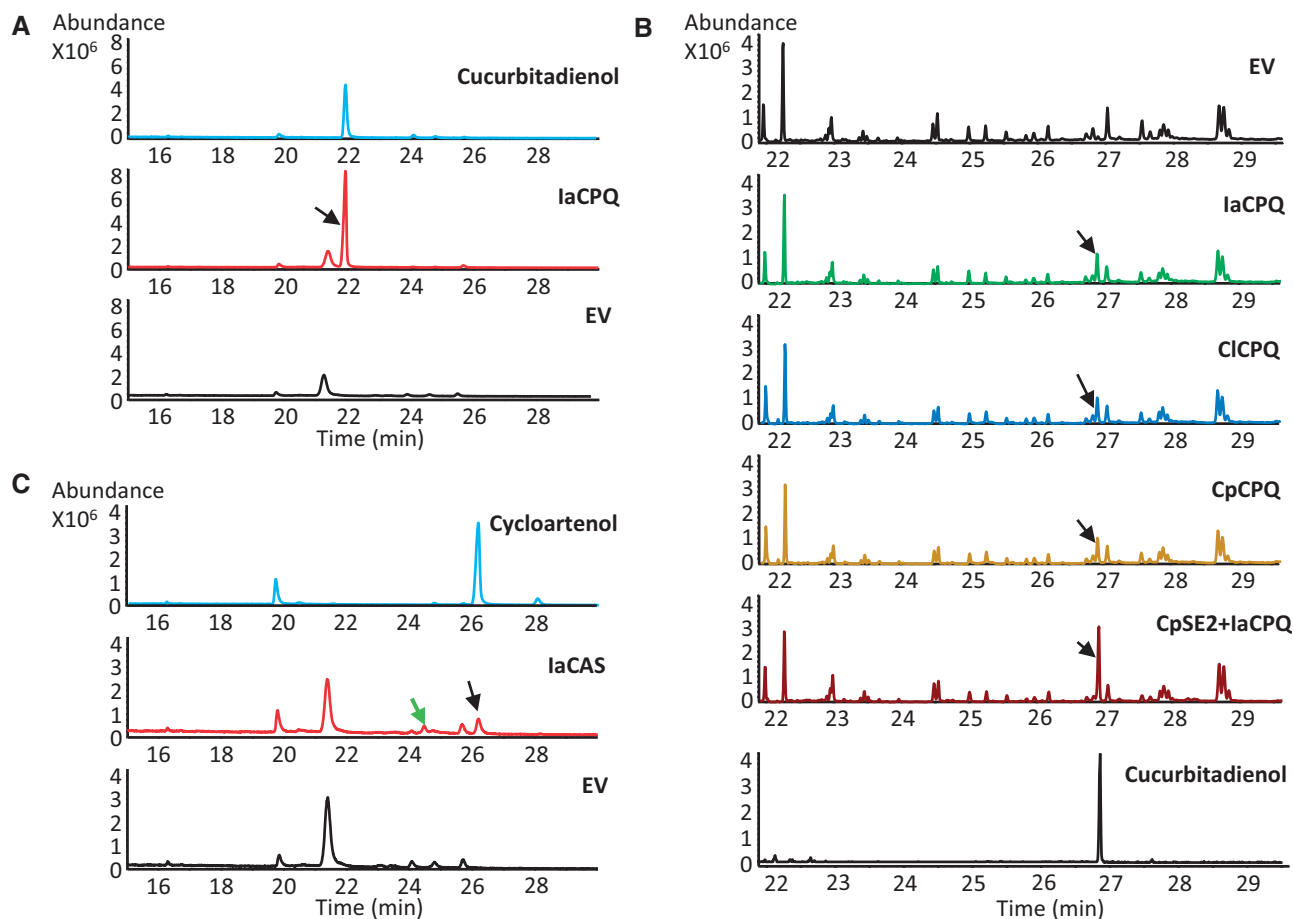 A
Abundance
X10⁶
8
6
4
2
0
Cucurbitadienol
16 18 20 22 24 26 28
8
6
4
2
0
IaCPQ
16 18 20 22 24 26 28
8
6
4
2
0
EV
16 18 20 22 24 26 28
Time (min)
C
Abundance
X10⁶
4
3
2
1
0
Cycloartenol
16 18 20 22 24 26 28
4
3
2
1
0
IaCAS
16 18 20 22 24 26 28
4
3
2
1
0
EV
16 18 20 22 24 26 28
Time (min)
B
Abundance
X10⁶
4
3
2
1
0
EV
22 23 24 25 26 27 28 29
4
3
2
1
0
IaCPQ
22 23 24 25 26 27 28 29
4
3
2
1
0
ClCPQ
22 23 24 25 26 27 28 29
4
3
2
1
0
CpCPQ
22 23 24 25 26 27 28 29
4
3
2
1
0
CpSE2+IaCPQ
22 23 24 25 26 27 28 29
4
3
2
1
0
Cucurbitadienol
22 23 24 25 26 27 28 29
Time (min)